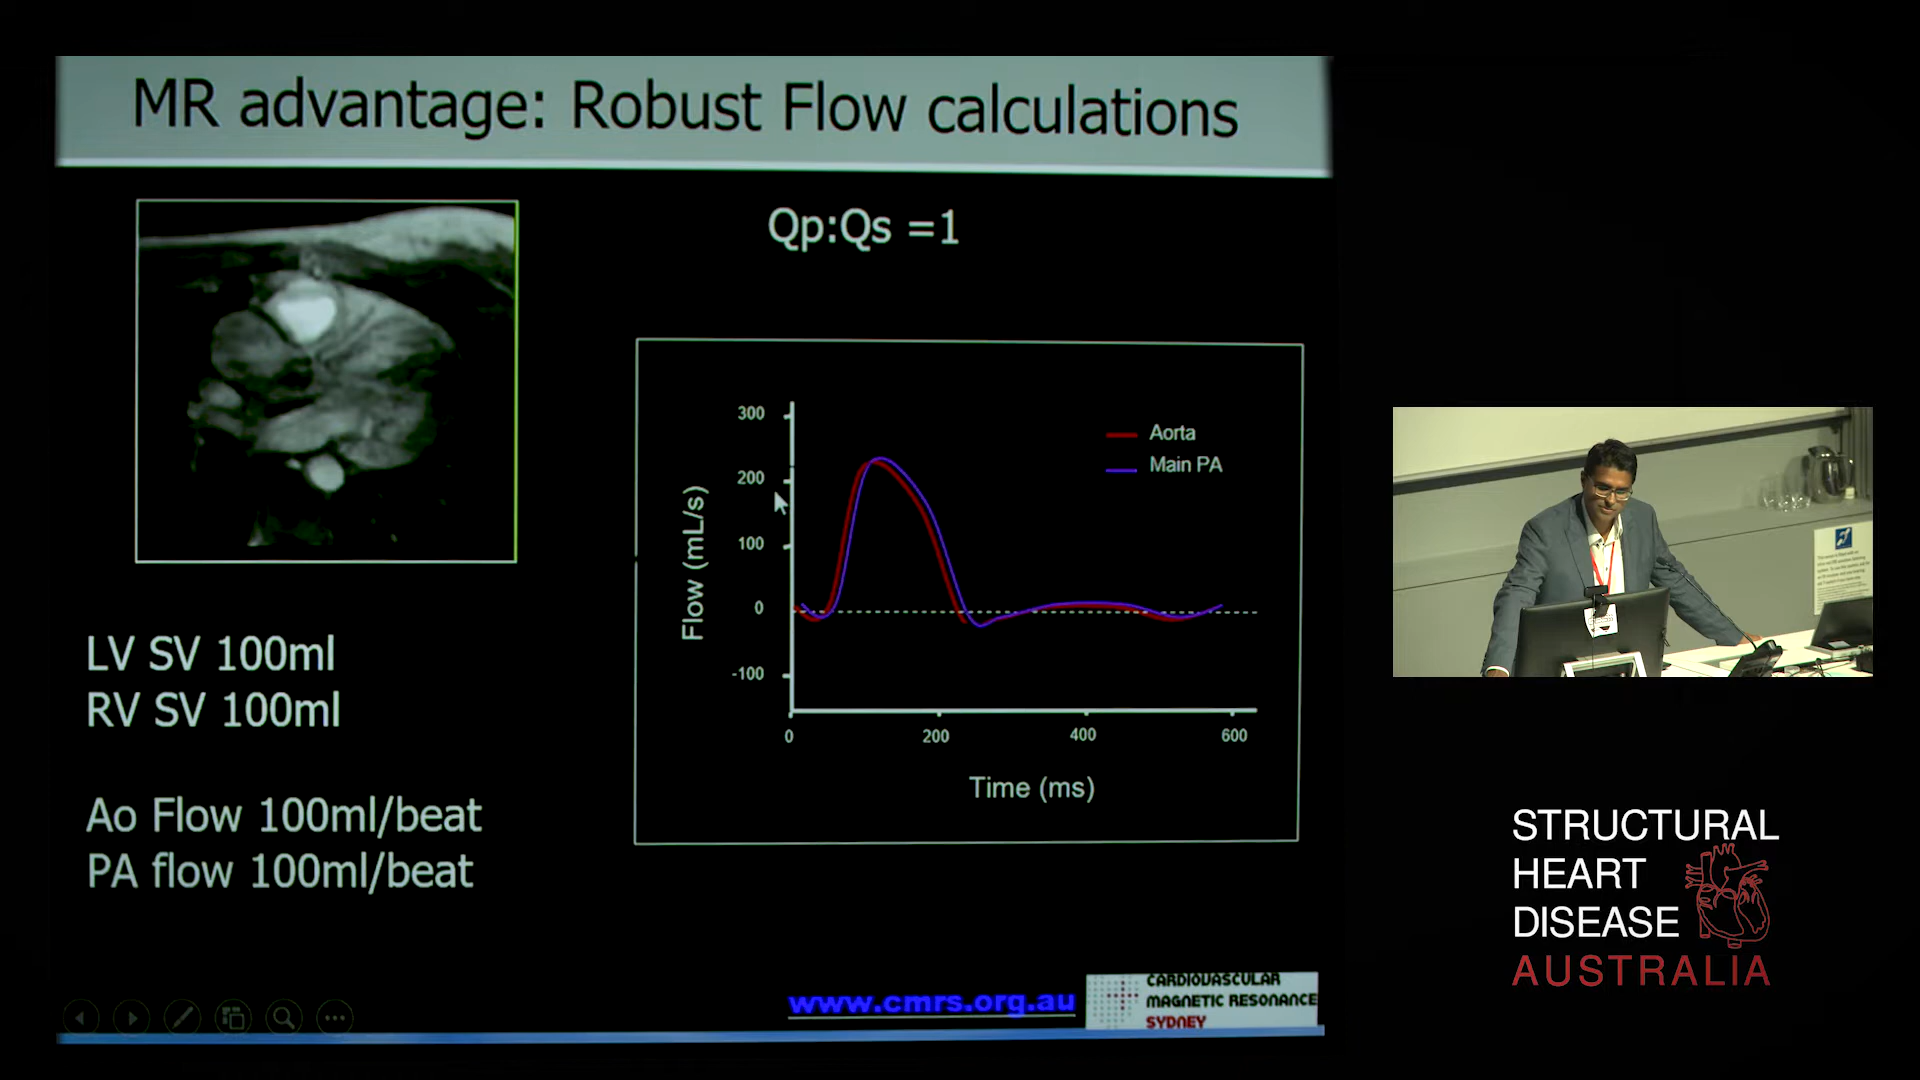 MR advantage: Robust Flow calculations
Qp:Qs =1
LV SV 100ml
RV SV 100ml
Ao Flow 100ml/beat
PA flow 100ml/beat
Flow (mL/s)
300
200
100
0
-100
Aorta
Main PA
0
200
400
600
Time (ms)
www.cmrs.org.au
CARDIOVASCULAR
MAGNETIC RESONANCE
SYDNEY
STRUCTURAL
HEART
DISEASE
AUSTRALIA